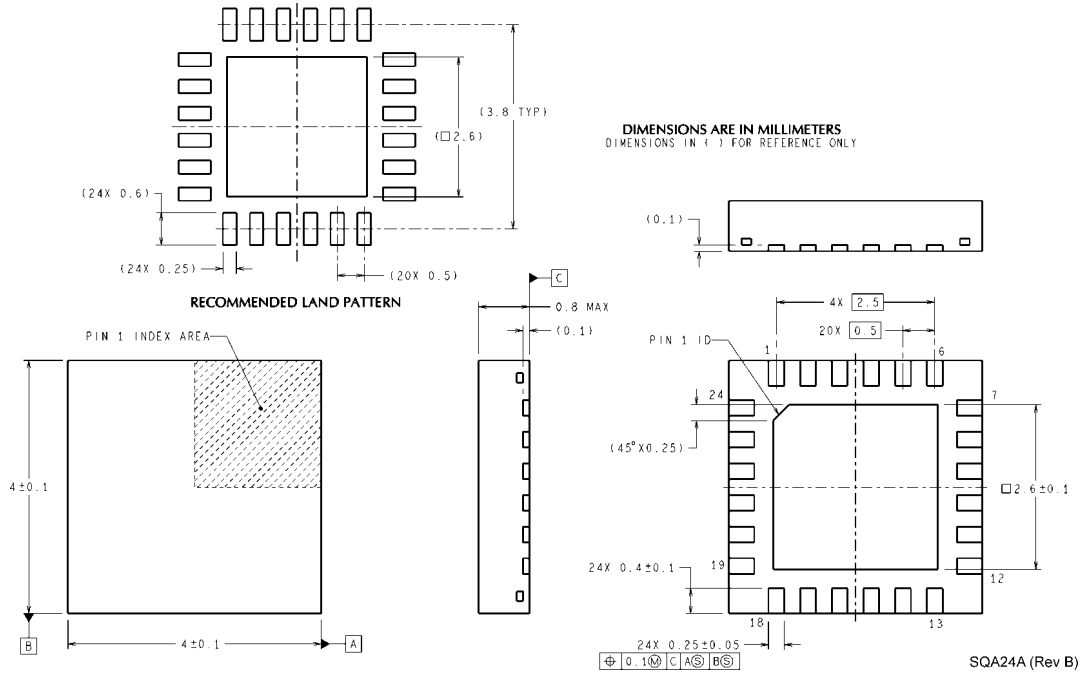 (3.8 TYP)
(□2.6)
DIMENSIONS ARE IN MILLIMETERS
DIMENSIONS IN ( ) FOR REFERENCE ONLY
(24X 0.6)
(0.1)
(24X 0.25)
(20X 0.5)
C
RECOMMENDED LAND PATTERN
0.8 MAX
4X 2.5
(0.1)
20X 0.5
PIN 1 INDEX AREA
PIN 1 ID
1
6
24
7
(45°X0.25)
4±0.1
□2.6±0.1
19
24X 0.4±0.1
12
18
13
B
4±0.1
A
24X 0.25±0.05
⌖ 0.1Ⓜ C AⓈ BⓈ
SQA24A (Rev B)